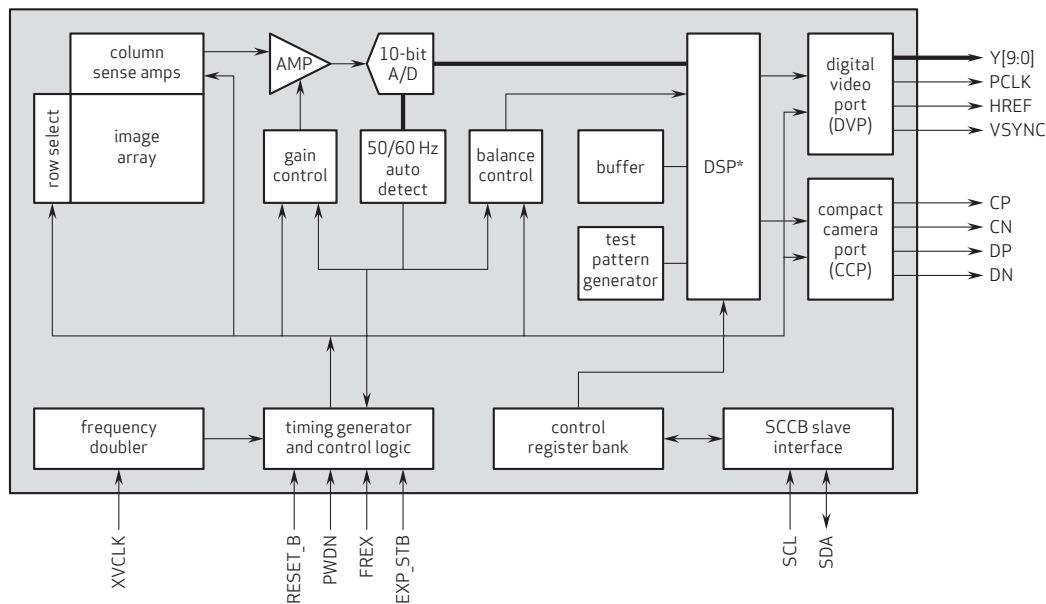 column
sense amps
AMP
10-bit
A/D
digital
video
port
(DVP)
Y[9:0]
PCLK
HREF
VSYNC
row select
image
array
gain
control
50/60 Hz
auto
detect
balance
control
buffer
DSP*
test
pattern
generator
compact
camera
port
(CCP)
CP
CN
DP
DN
frequency
doubler
timing generator
and control logic
control
register bank
SCCB slave
interface
XVCLK
RESET_B
PWDN
FREX
EXP_STB
SCL
SDA